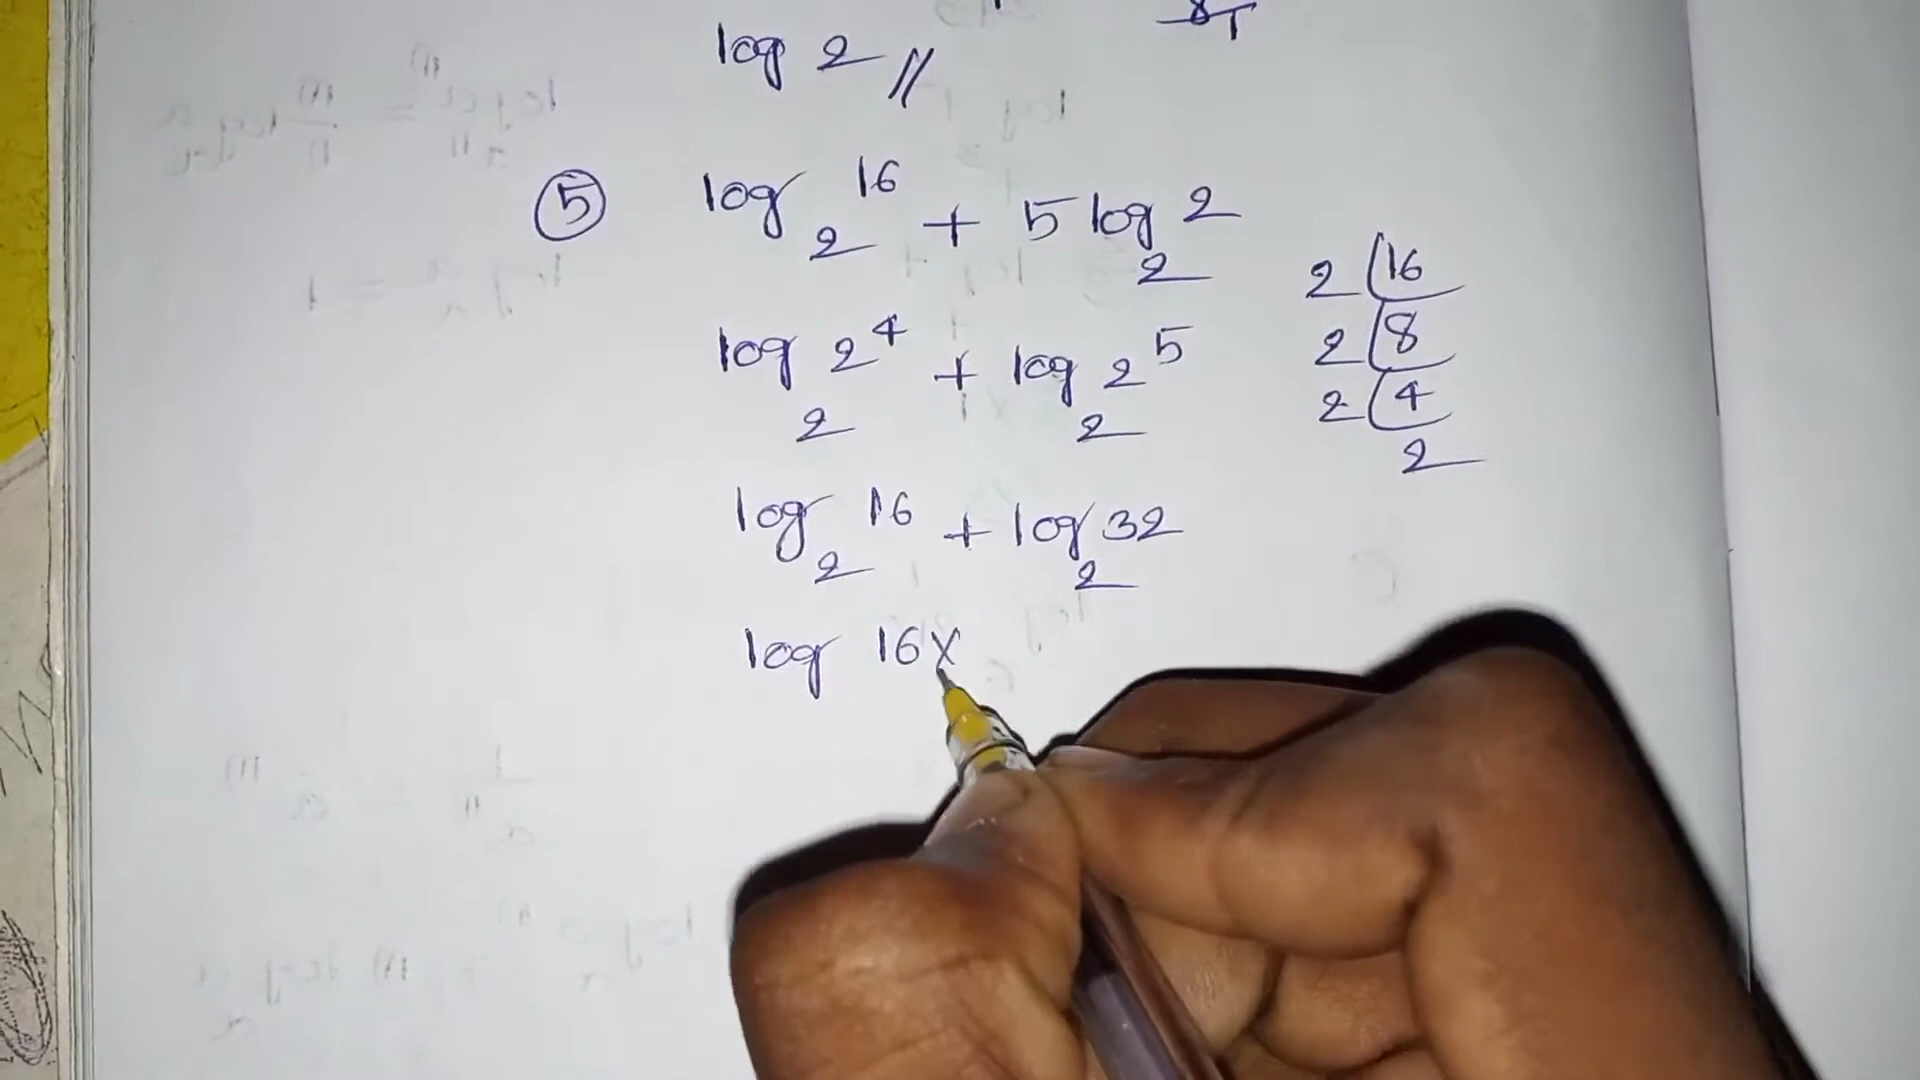 log 2 //
⑤ log₂ 16 + 5 log₂ 2
log₂ 2⁴ + log₂ 2⁵
log₂ 16 + log₂ 32
log 16 ×
2 | 16
2 | 8
2 | 4
2